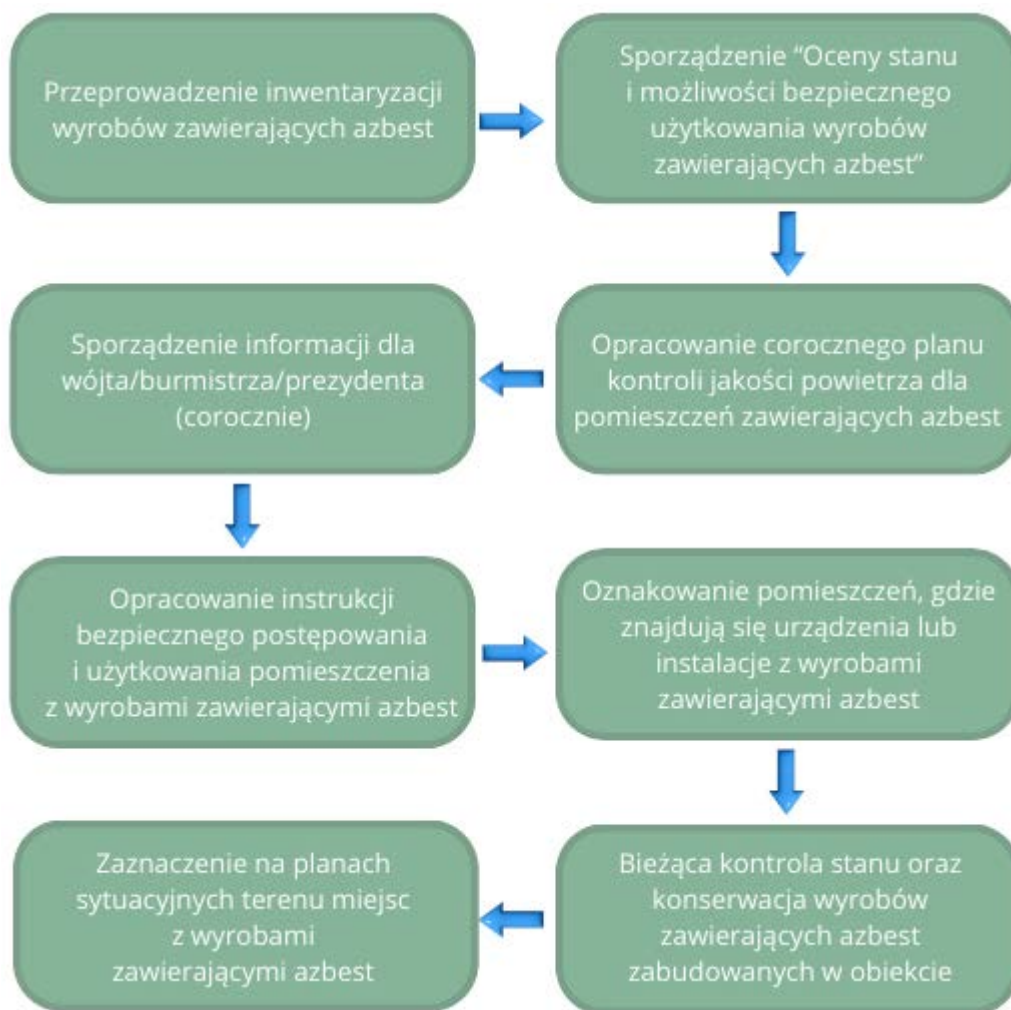 Przeprowadzenie inwentaryzacji
wyrobów zawierających azbest
Sporządzenie “Oceny stanu
i możliwości bezpiecznego
użytkowania wyrobów
zawierających azbest”
Opracowanie corocznego planu
kontroli jakości powietrza dla
pomieszczeń zawierających azbest
Sporządzenie informacji dla
wójta/burmistrza/prezydenta
(corocznie)
Opracowanie instrukcji
bezpiecznego postępowania
i użytkowania pomieszczenia
z wyrobami zawierającymi azbest
Oznakowanie pomieszczeń, gdzie
znajdują się urządzenia lub
instalacje z wyrobami
zawierającymi azbest
Bieżąca kontrola stanu oraz
konserwacja wyrobów
zawierających azbest
zabudowanych w obiekcie
Zaznaczenie na planach
sytuacyjnych terenu miejsc
z wyrobami
zawierającymi azbest